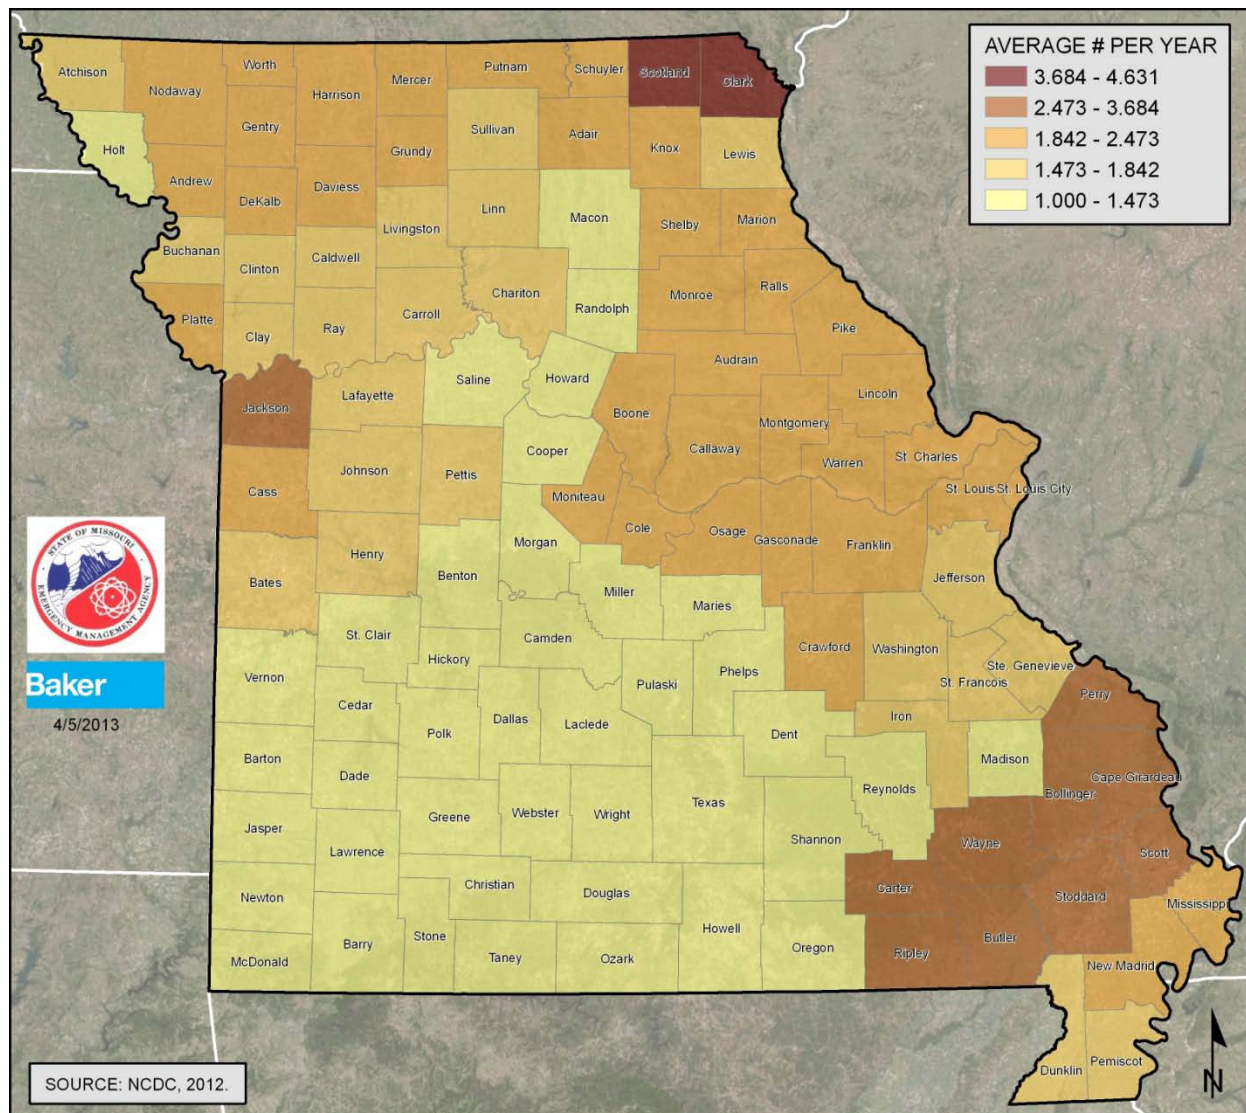 AVERAGE # PER YEAR
3.684 - 4.631
2.473 - 3.684
1.842 - 2.473
1.473 - 1.842
1.000 - 1.473
Atchison
Nodaway
Worth
Harrison
Mercer
Putnam
Schuyler
Scotland
Clark
Holt
Gentry
Sullivan
Adair
Knox
Lewis
Andrew
DeKalb
Daviess
Grundy
Linn
Macon
Shelby
Marion
Buchanan
Clinton
Caldwell
Livingston
Chariton
Randolph
Monroe
Ralls
Platte
Clay
Ray
Carroll
Pike
Audrain
Jackson
Lafayette
Saline
Howard
Boone
Callaway
Montgomery
Lincoln
Cooper
Warren
St. Charles
Cass
Johnson
Pettis
Moniteau
Cole
Osage
Gasconade
Franklin
St. Louis
St. Louis City
Bates
Henry
Benton
Morgan
Miller
Maries
Jefferson
Vernon
St. Clair
Hickory
Camden
Pulaski
Phelps
Crawford
Washington
Ste. Genevieve
St. Francois
Cedar
Polk
Dallas
Laclede
Dent
Iron
Perry
Barton
Dade
Greene
Webster
Wright
Texas
Reynolds
Madison
Bollinger
Cape Girardeau
Jasper
Lawrence
Shannon
Wayne
Scott
Newton
Christian
Douglas
Carter
Stoddard
Mississippi
McDonald
Barry
Stone
Taney
Ozark
Howell
Oregon
Ripley
Butler
New Madrid
Dunklin
Pemiscot
STATE OF MISSOURI
EMERGENCY MANAGEMENT AGENCY
Baker
4/5/2013
SOURCE: NCDC, 2012.
N